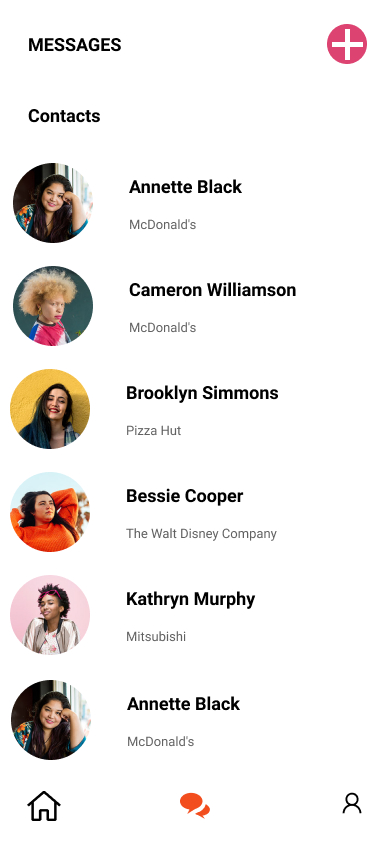 MESSAGES
Contacts
Annette Black
McDonald's
Cameron Williamson
McDonald's
Brooklyn Simmons
Pizza Hut
Bessie Cooper
The Walt Disney Company
Kathryn Murphy
Mitsubishi
Annette Black
McDonald's